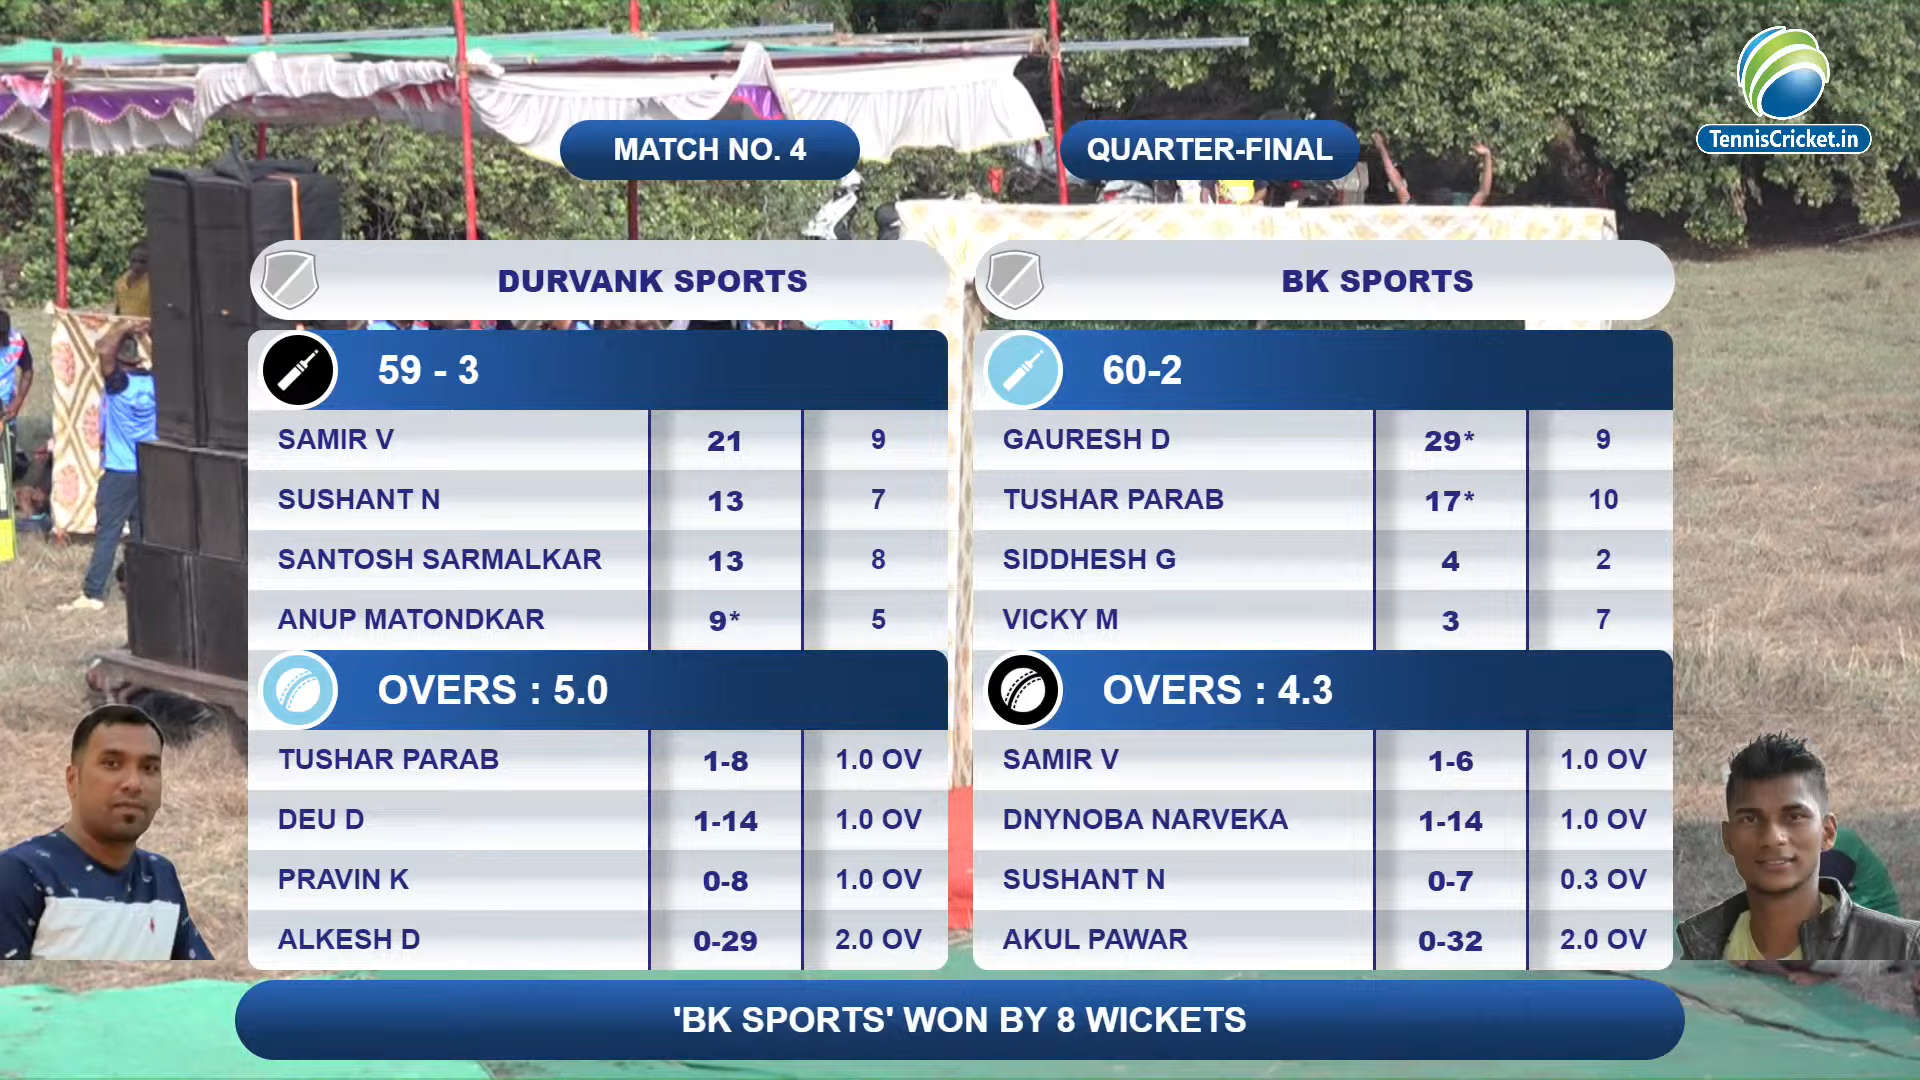 TennisCricket.in
MATCH NO. 4
QUARTER-FINAL
DURVANK SPORTS
59 - 3
SAMIR V 21 9
SUSHANT N 13 7
SANTOSH SARMALKAR 13 8
ANUP MATONDKAR 9* 5
OVERS : 5.0
TUSHAR PARAB 1-8 1.0 OV
DEU D 1-14 1.0 OV
PRAVIN K 0-8 1.0 OV
ALKESH D 0-29 2.0 OV
BK SPORTS
60-2
GAURESH D 29* 9
TUSHAR PARAB 17* 10
SIDDHESH G 4 2
VICKY M 3 7
OVERS : 4.3
SAMIR V 1-6 1.0 OV
DNYNOBA NARVEKA 1-14 1.0 OV
SUSHANT N 0-7 0.3 OV
AKUL PAWAR 0-32 2.0 OV
'BK SPORTS' WON BY 8 WICKETS